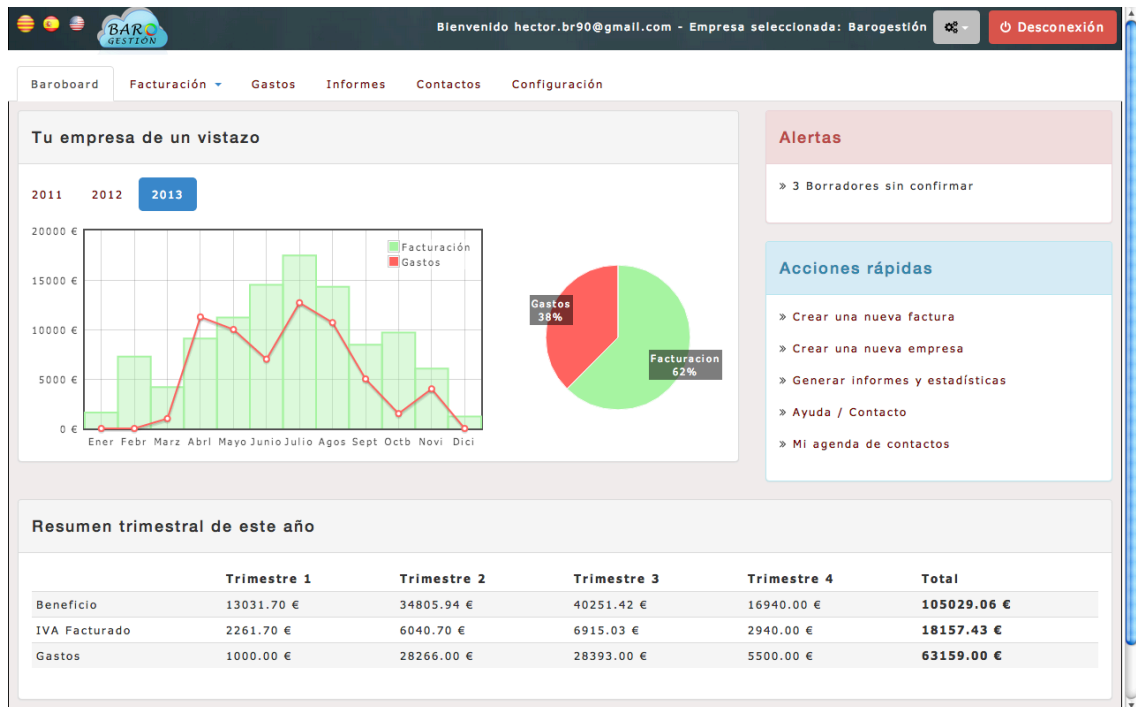 BARO
GESTIÓN
Bienvenido hector.br90@gmail.com - Empresa seleccionada: Barogestión
Desconexión
Baroboard Facturación Gastos Informes Contactos Configuración
Tu empresa de un vistazo
2011 2012 2013
20000 €
15000 €
10000 €
5000 €
0 €
Facturación
Gastos
Ener Febr Marz Abrl Mayo Junio Julio Agos Sept Octb Novi Dici
Gastos
38%
Facturacion
62%
Alertas
» 3 Borradores sin confirmar
Acciones rápidas
» Crear una nueva factura
» Crear una nueva empresa
» Generar informes y estadísticas
» Ayuda / Contacto
» Mi agenda de contactos
Resumen trimestral de este año
Trimestre 1 Trimestre 2 Trimestre 3 Trimestre 4 Total
Beneficio 13031.70 € 34805.94 € 40251.42 € 16940.00 € 105029.06 €
IVA Facturado 2261.70 € 6040.70 € 6915.03 € 2940.00 € 18157.43 €
Gastos 1000.00 € 28266.00 € 28393.00 € 5500.00 € 63159.00 €